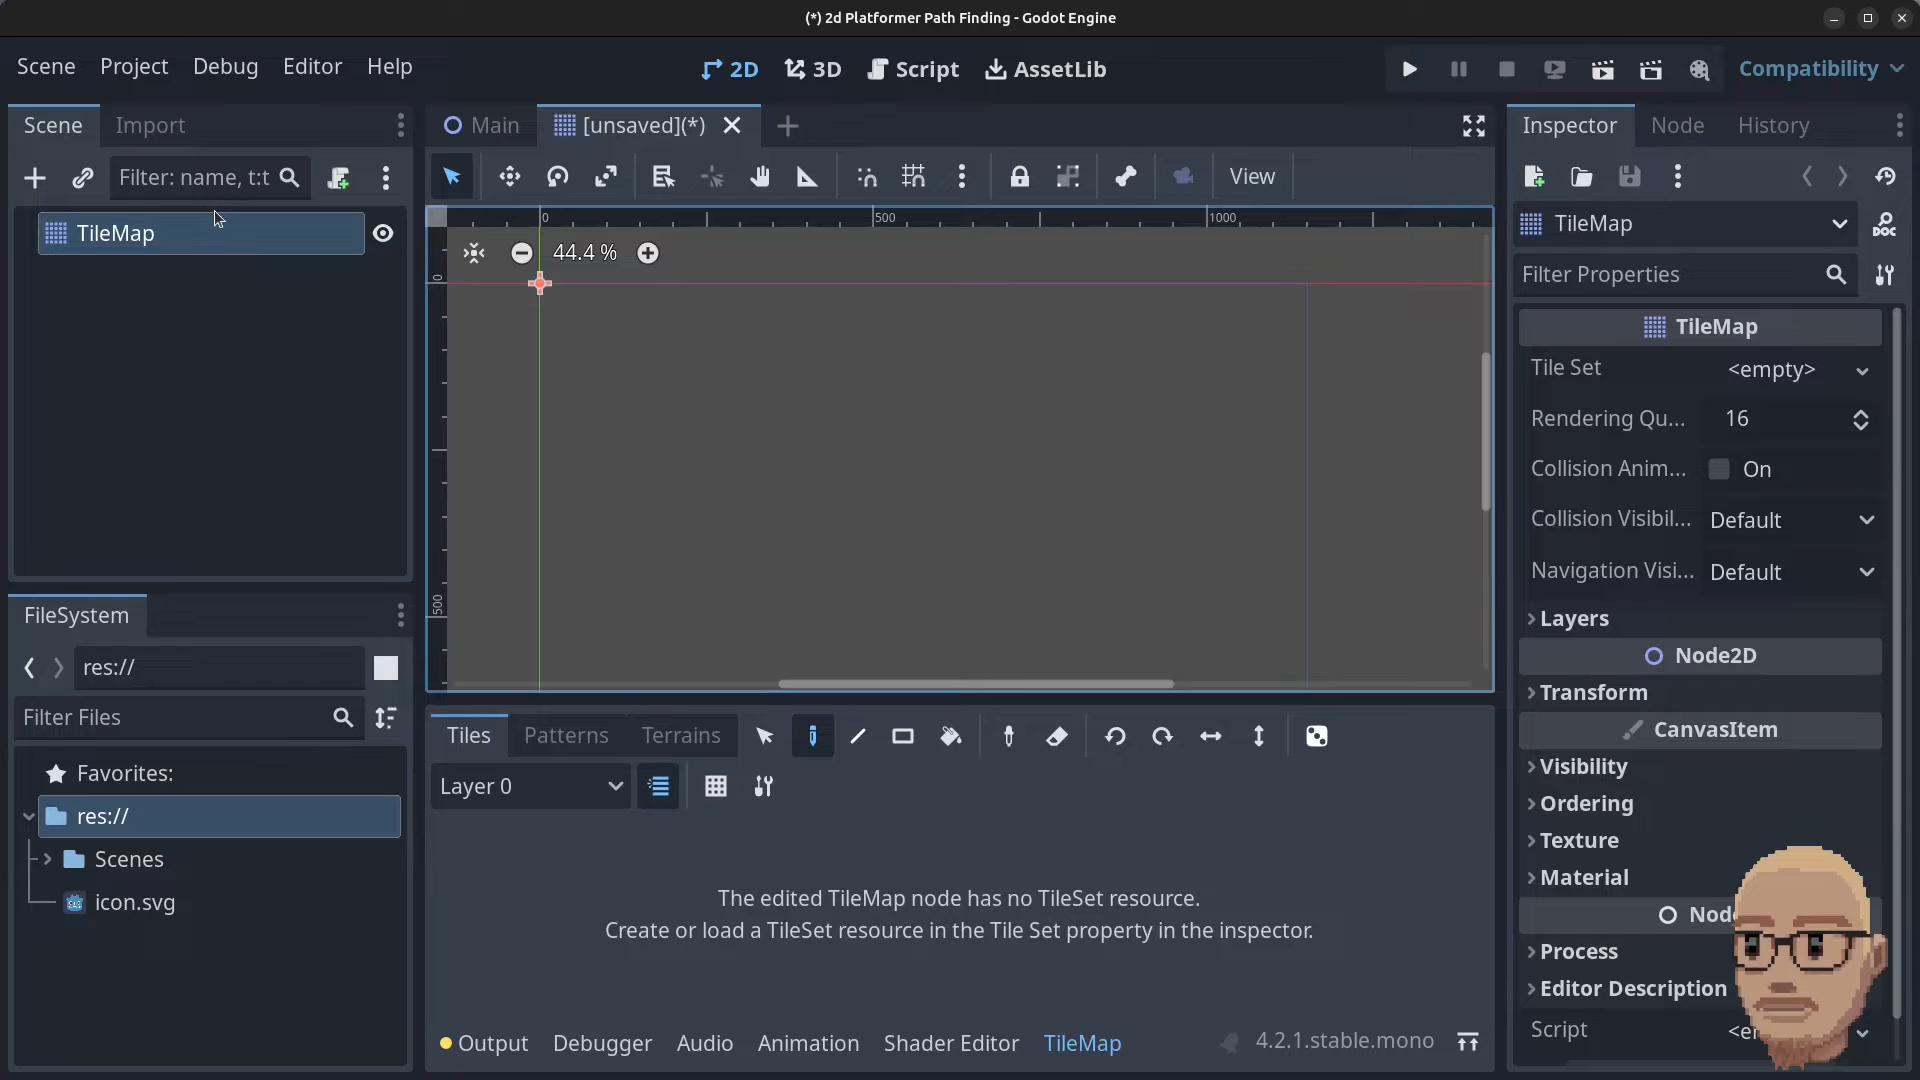 (*) 2d Platformer Path Finding - Godot Engine
Scene Project Debug Editor Help
2D 3D Script AssetLib
Compatibility
Scene Import
Main [unsaved](*)
Inspector Node History
Filter: name, t:t
View
0 500 1000
TileMap
TileMap
44.4 %
0
500
Filter Properties
TileMap
Tile Set <empty>
Rendering Qu... 16
Collision Anim... On
Collision Visibil... Default
Navigation Visi... Default
Layers
Node2D
Transform
CanvasItem
Visibility
Ordering
Texture
Material
Process
Editor Description
Script
FileSystem
res://
Filter Files
Favorites:
res://
Scenes
icon.svg
Tiles Patterns Terrains
Layer 0
The edited TileMap node has no TileSet resource.
Create or load a TileSet resource in the Tile Set property in the inspector.
Output Debugger Audio Animation Shader Editor TileMap 4.2.1.stable.mono